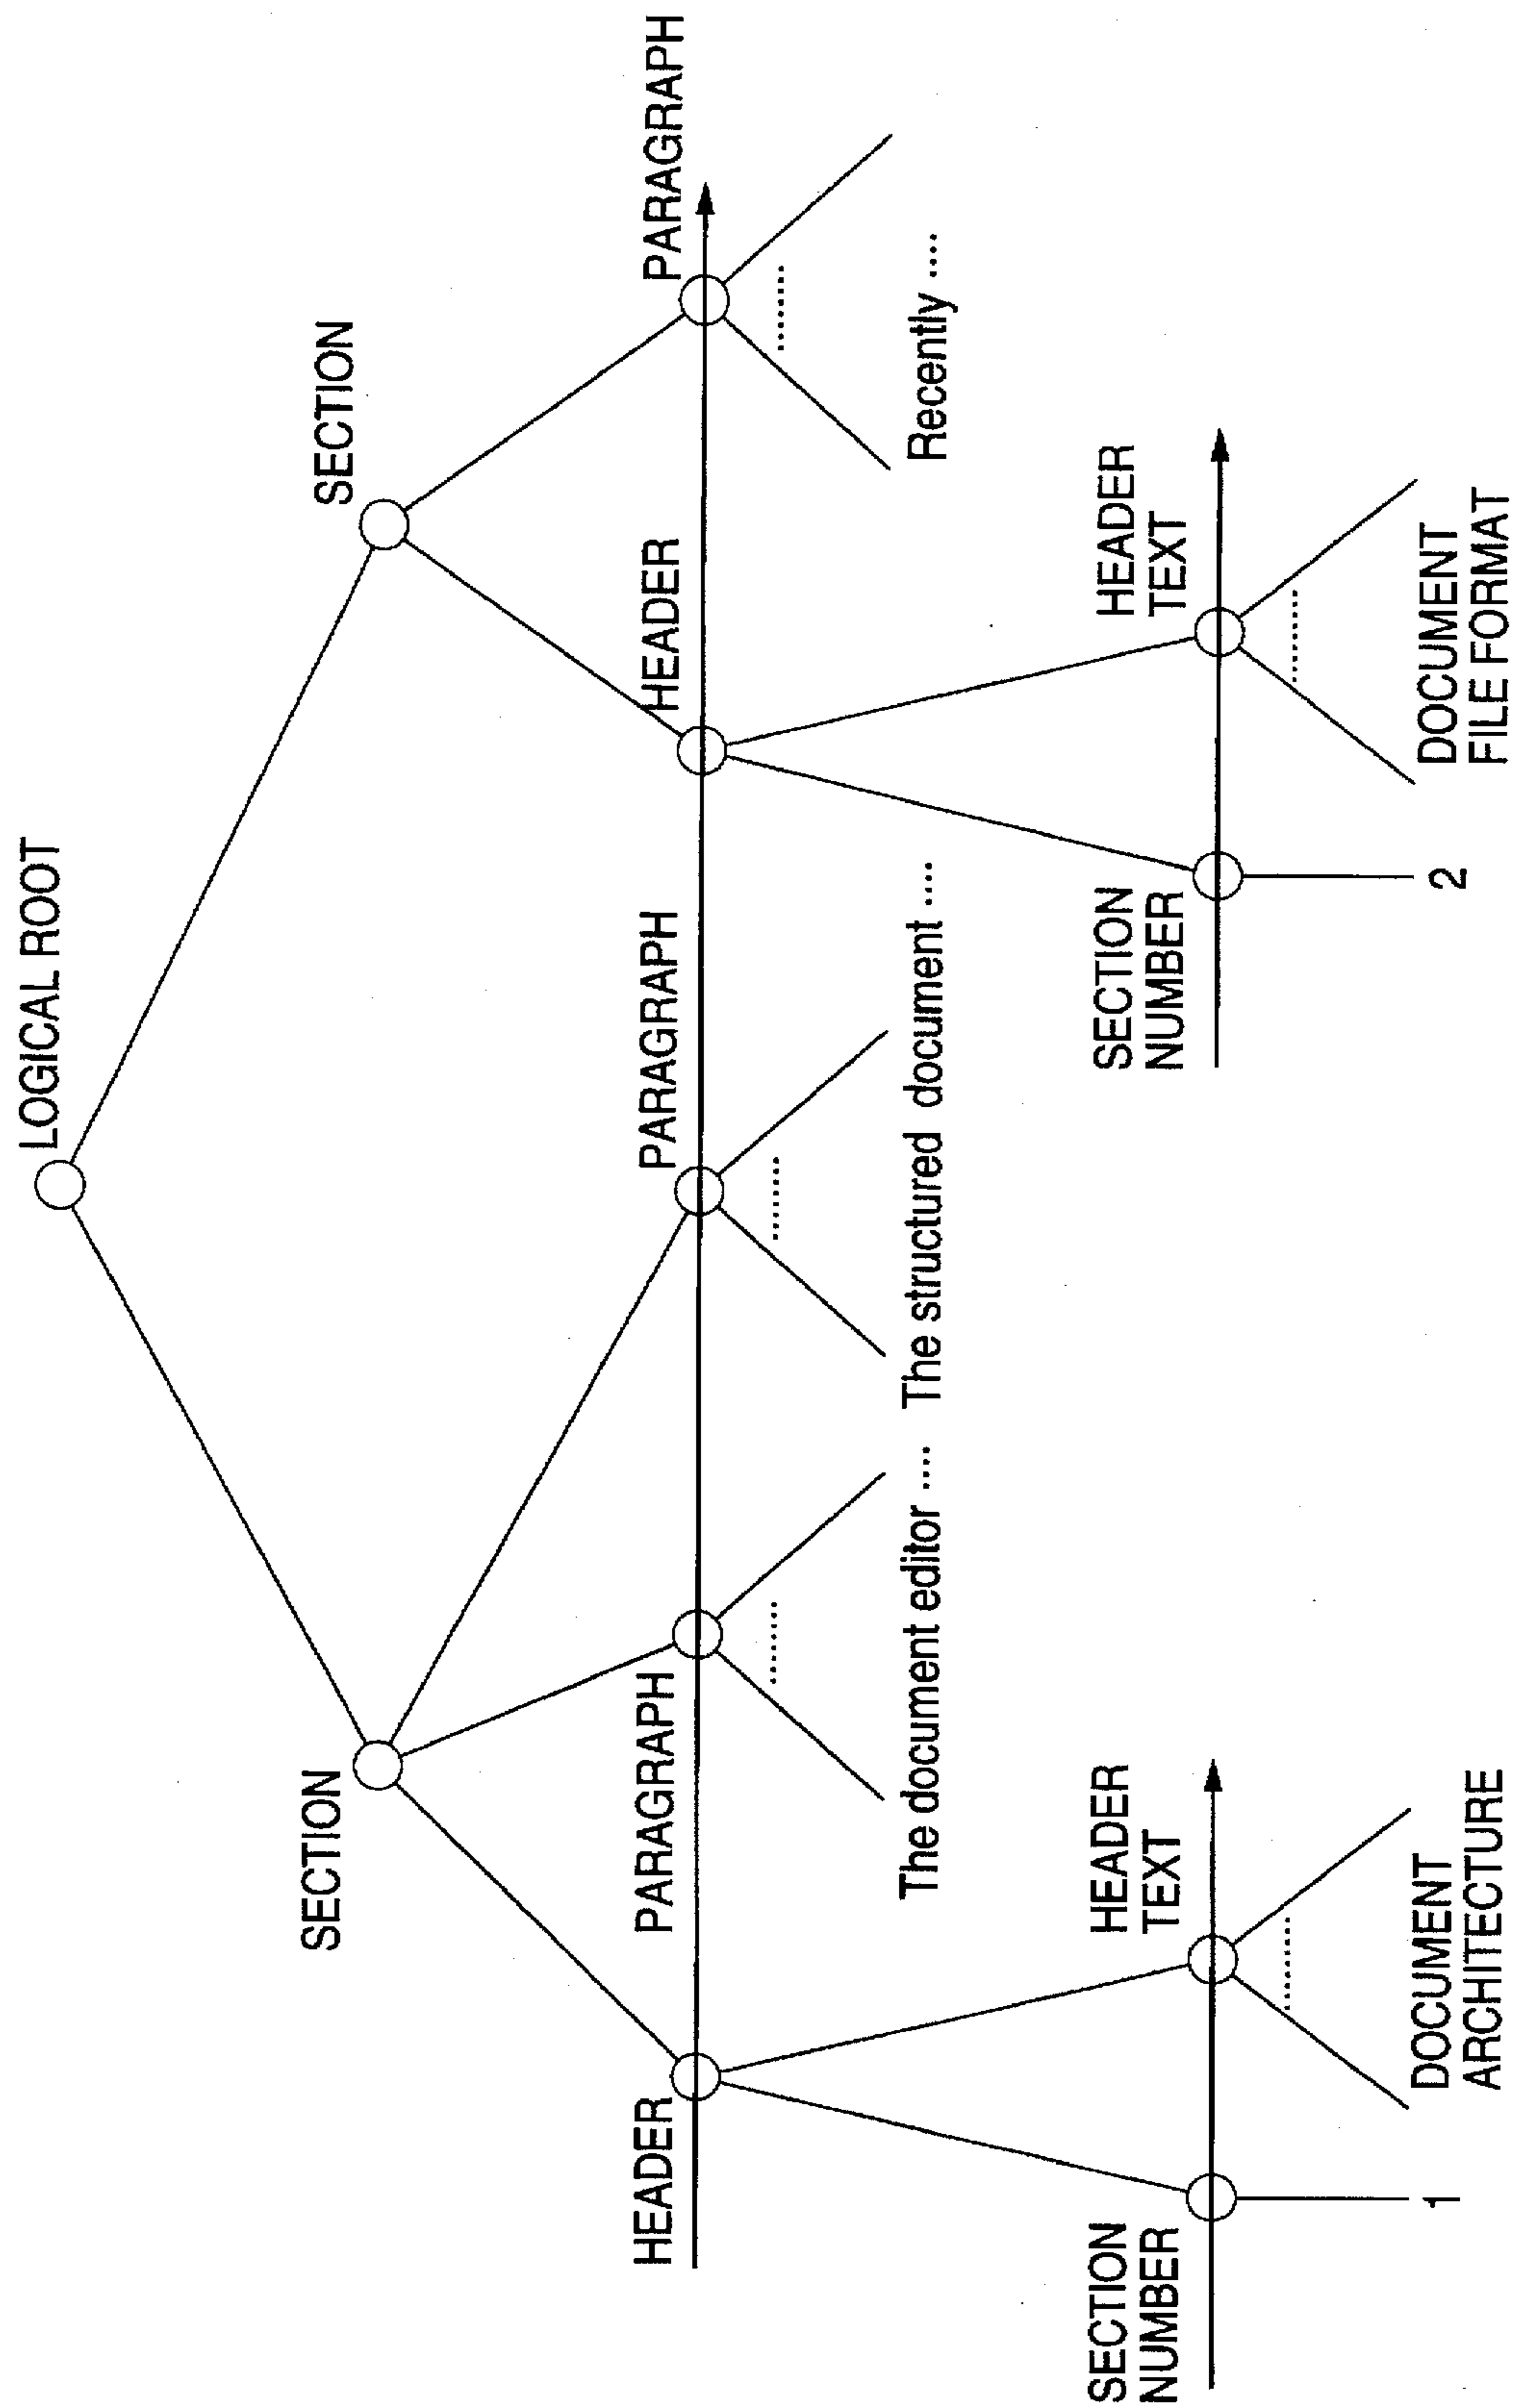 LOGICAL ROOT
SECTION
SECTION
HEADER
PARAGRAPH
PARAGRAPH
HEADER
PARAGRAPH
The document editor ....
The structured document ....
Recently ....
SECTION
NUMBER
HEADER
TEXT
SECTION
NUMBER
HEADER
TEXT
1
DOCUMENT
ARCHITECTURE
2
DOCUMENT
FILE FORMAT